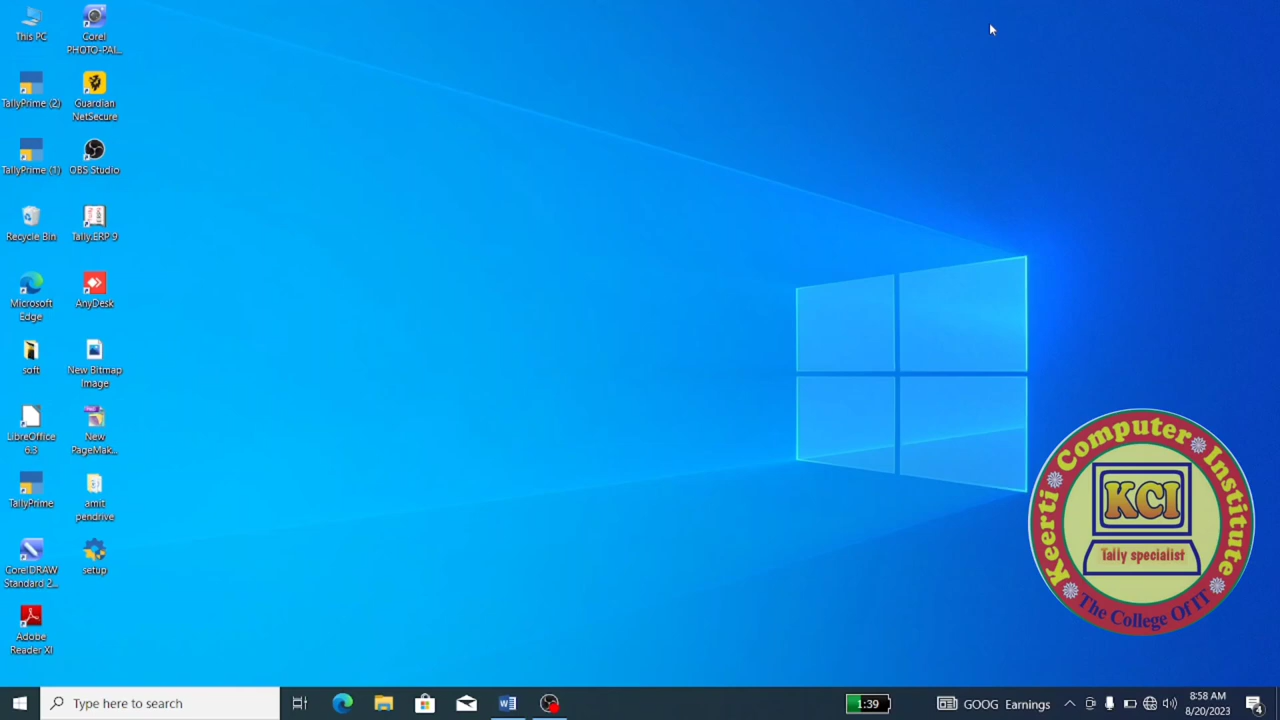 This PC
Corel
PHOTO-PAI...
TallyPrime (2)
Guardian
NetSecure
TallyPrime (1)
OBS Studio
Recycle Bin
Tally.ERP 9
Microsoft
Edge
AnyDesk
soft
New Bitmap
Image
LibreOffice
6.3
New
PageMak...
TallyPrime
amit
pendrive
CorelDRAW
Standard 2...
setup
Adobe
Reader XI
Keerti Computer Institute
KCI
Tally specialist
The College Of IT
Type here to search
1:39
GOOG Earnings
8:58 AM
8/20/2023
4